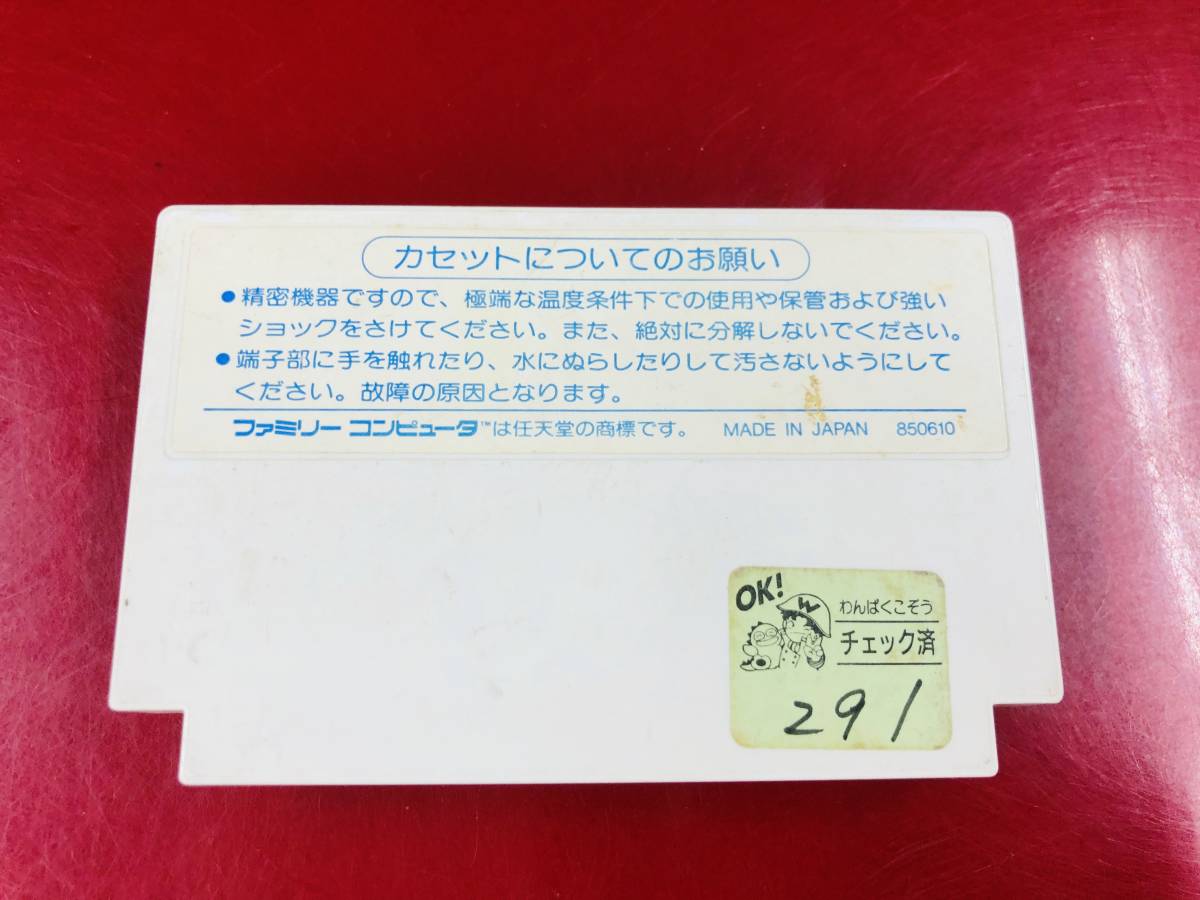 カセットについてのお願い
●精密機器ですので、極端な温度条件下での使用や保管および強い
ショックをさけてください。また、絶対に分解しないでください。
●端子部に手を触れたり、水にぬらしたりして汚さないようにして
ください。故障の原因となります。
ファミリー コンピュータ™は任天堂の商標です。 MADE IN JAPAN 850610
OK!
W
わんぱくこぞう
チェック済
291